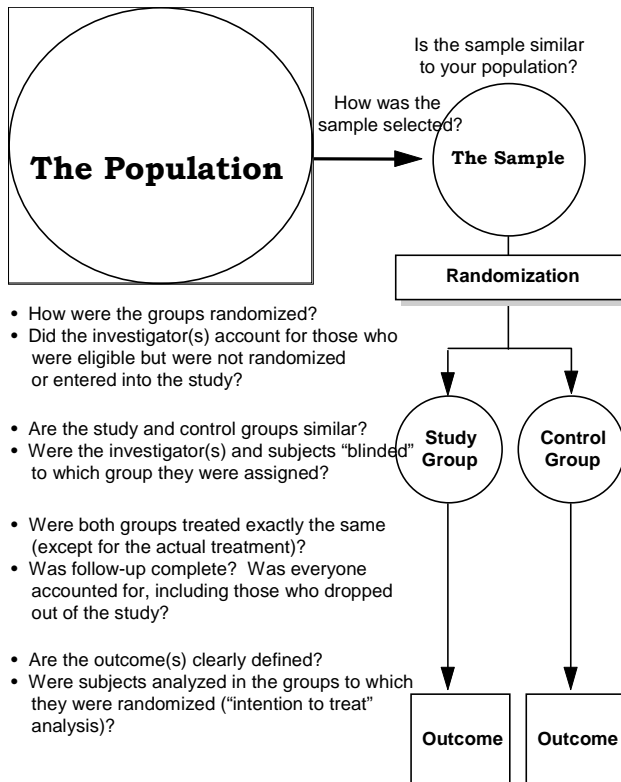 Is the sample similar
to your population?
How was the
sample selected?
The Population
The Sample
Randomization
• How were the groups randomized?
• Did the investigator(s) account for those who
were eligible but were not randomized
or entered into the study?
• Are the study and control groups similar?
• Were the investigator(s) and subjects “blinded”
to which group they were assigned?
Study
Group
Control
Group
• Were both groups treated exactly the same
(except for the actual treatment)?
• Was follow-up complete?  Was everyone
accounted for, including those who dropped
out of the study?
• Are the outcome(s) clearly defined?
• Were subjects analyzed in the groups to which
they were randomized (“intention to treat”
analysis)?
Outcome
Outcome